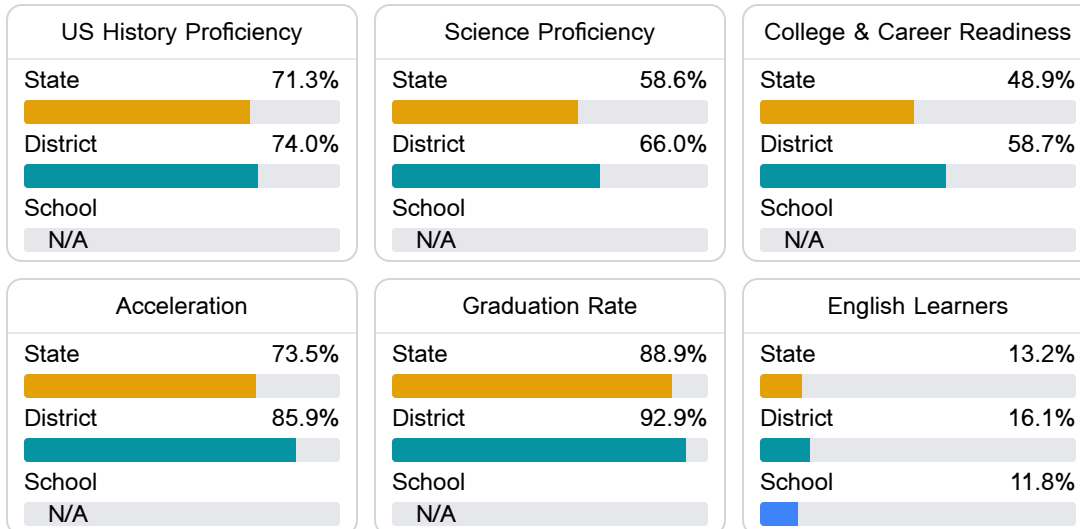 US History Proficiency
State 71.3%
District 74.0%
School
N/A
Science Proficiency
State 58.6%
District 66.0%
School
N/A
College & Career Readiness
State 48.9%
District 58.7%
School
N/A
Acceleration
State 73.5%
District 85.9%
School
N/A
Graduation Rate
State 88.9%
District 92.9%
School
N/A
English Learners
State 13.2%
District 16.1%
School 11.8%